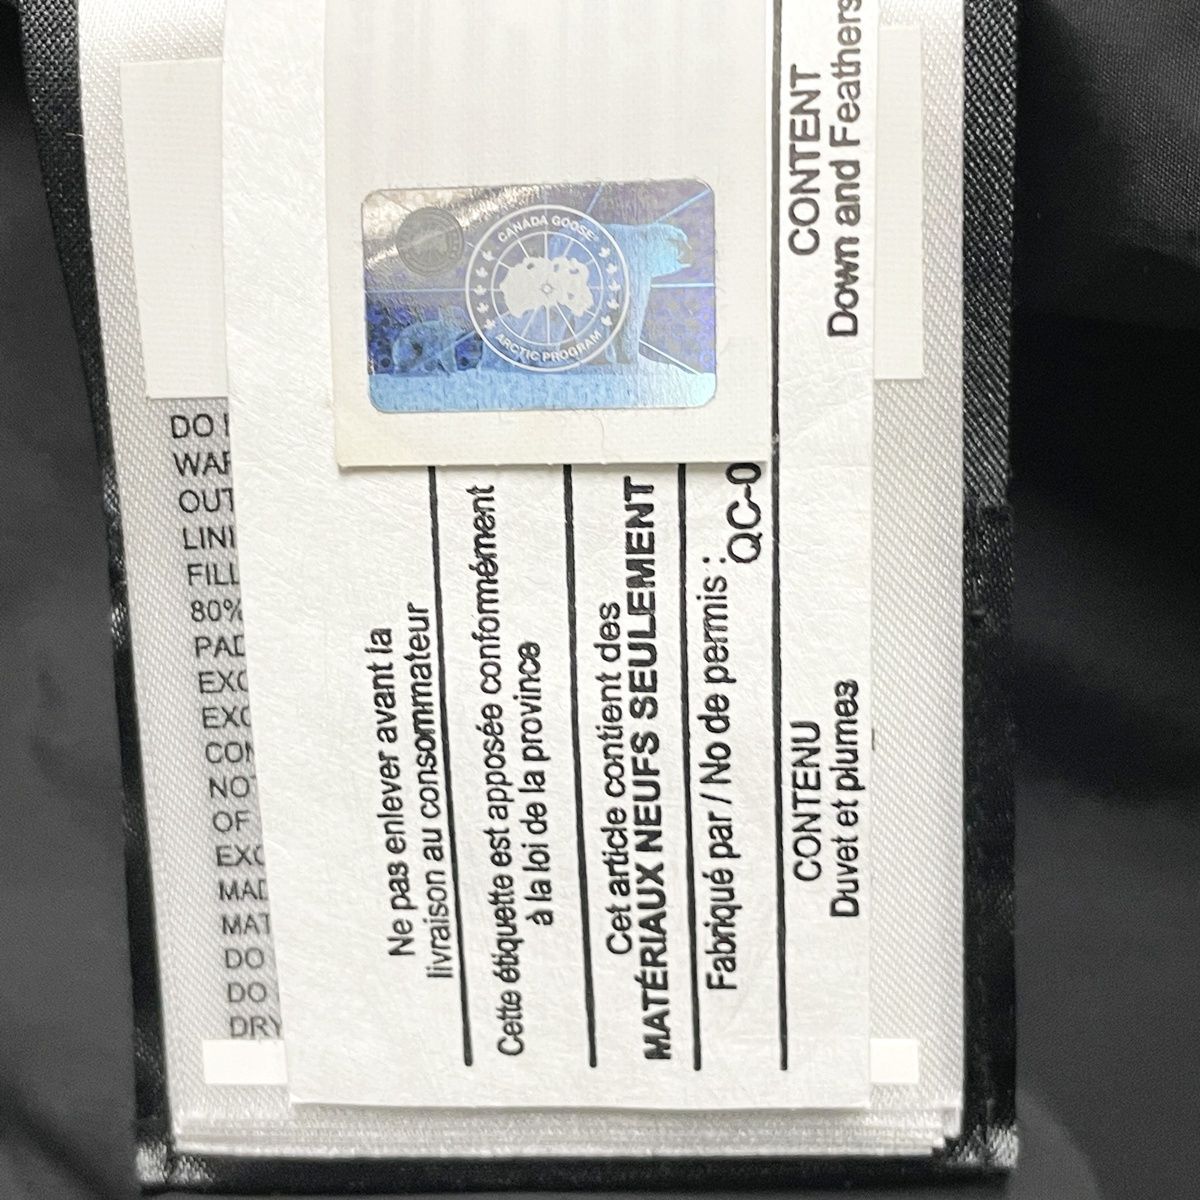 CANADA GOOSE®
ARCTIC PROGRAM
Ne pas enlever avant la
livraison au consommateur
Cette étiquette est apposée conformément
à la loi de la province
Cet article contient des
MATÉRIAUX NEUFS SEULEMENT
Fabriqué par / No de permis :
QC-0
CONTENU
Duvet et plumes
CONTENT
Down and Feathers
DO
WAR
OUT
LINI
FILL
80%
PAD
EXC
EXC
CON
NO
OF
EXC
MAD
MAT
DO
DO
DRY